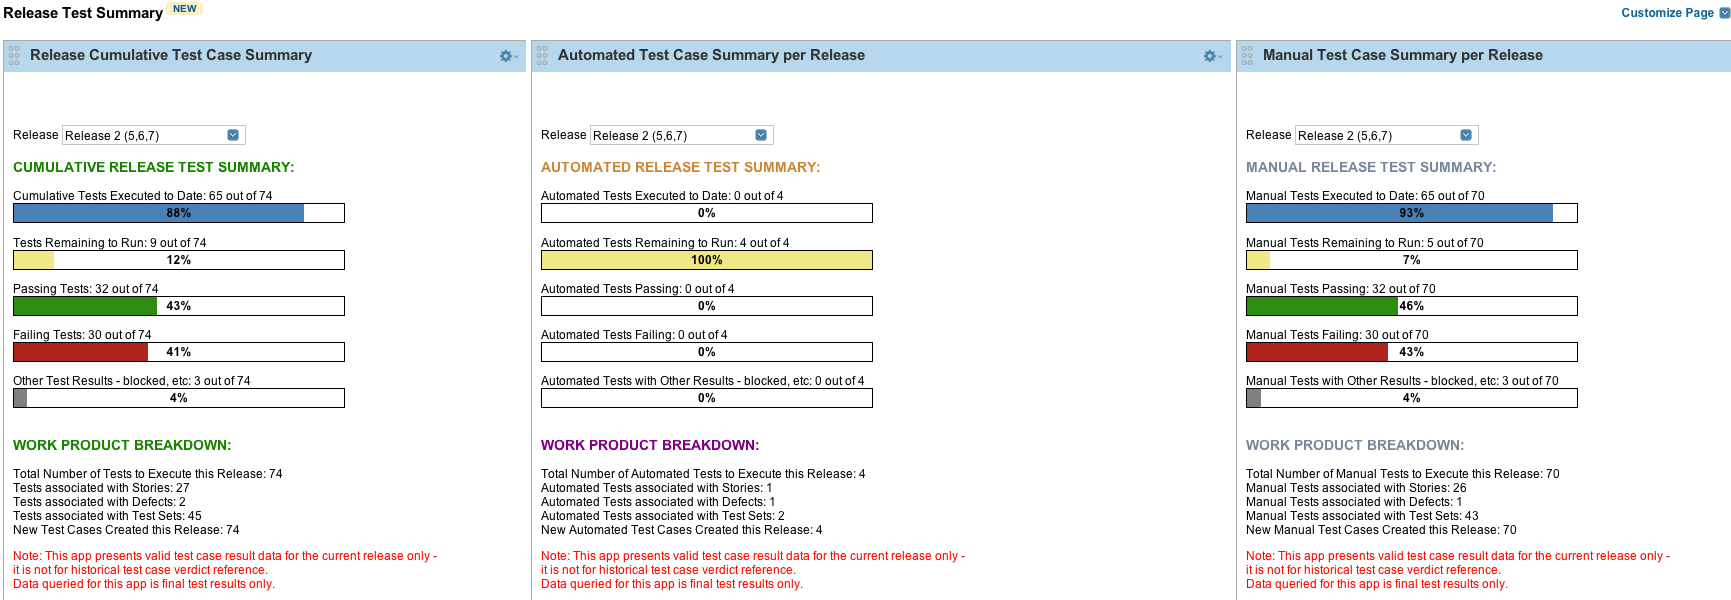 Release Test Summary NEW
Customize Page
Release Cumulative Test Case Summary
Release Release 2 (5,6,7)
CUMULATIVE RELEASE TEST SUMMARY:
Cumulative Tests Executed to Date: 65 out of 74
88%
Tests Remaining to Run: 9 out of 74
12%
Passing Tests: 32 out of 74
43%
Failing Tests: 30 out of 74
41%
Other Test Results - blocked, etc: 3 out of 74
4%
WORK PRODUCT BREAKDOWN:
Total Number of Tests to Execute this Release: 74
Tests associated with Stories: 27
Tests associated with Defects: 2
Tests associated with Test Sets: 45
New Test Cases Created this Release: 74
Note: This app presents valid test case result data for the current release only -
it is not for historical test case verdict reference.
Data queried for this app is final test results only.
Automated Test Case Summary per Release
Release Release 2 (5,6,7)
AUTOMATED RELEASE TEST SUMMARY:
Automated Tests Executed to Date: 0 out of 4
0%
Automated Tests Remaining to Run: 4 out of 4
100%
Automated Tests Passing: 0 out of 4
0%
Automated Tests Failing: 0 out of 4
0%
Automated Tests with Other Results - blocked, etc: 0 out of 4
0%
WORK PRODUCT BREAKDOWN:
Total Number of Automated Tests to Execute this Release: 4
Automated Tests associated with Stories: 1
Automated Tests associated with Defects: 1
Automated Tests associated with Test Sets: 2
New Automated Test Cases Created this Release: 4
Note: This app presents valid test case result data for the current release only -
it is not for historical test case verdict reference.
Data queried for this app is final test results only.
Manual Test Case Summary per Release
Release Release 2 (5,6,7)
MANUAL RELEASE TEST SUMMARY:
Manual Tests Executed to Date: 65 out of 70
93%
Manual Tests Remaining to Run: 5 out of 70
7%
Manual Tests Passing: 32 out of 70
46%
Manual Tests Failing: 30 out of 70
43%
Manual Tests with Other Results - blocked, etc: 3 out of 70
4%
WORK PRODUCT BREAKDOWN:
Total Number of Manual Tests to Execute this Release: 70
Manual Tests associated with Stories: 26
Manual Tests associated with Defects: 1
Manual Tests associated with Test Sets: 43
New Manual Test Cases Created this Release: 70
Note: This app presents valid test case result data for the current release only -
it is not for historical test case verdict reference.
Data queried for this app is final test results only.